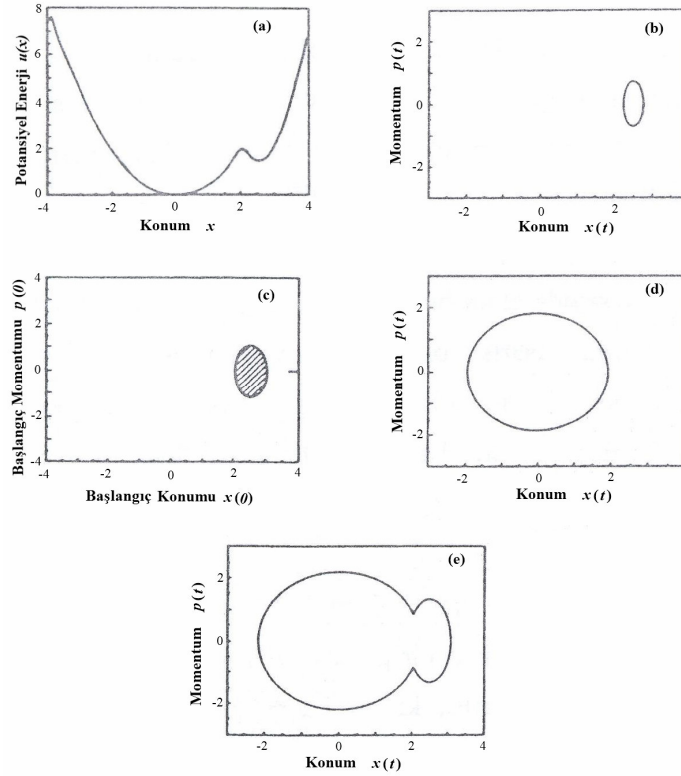 (a)
Potansiyel Enerji u(x)
8
6
4
2
0
-4
-2
0
2
4
Konum x
(b)
Momentum p(t)
2
0
-2
-2
0
2
Konum x(t)
(c)
Başlangıç Momentumu p(0)
4
2
0
-2
-4
-2
0
2
4
Başlangıç Konumu x(0)
(d)
Momentum p(t)
2
0
-2
-2
0
2
Konum x(t)
(e)
Momentum p(t)
2
0
-2
-2
0
2
4
Konum x(t)